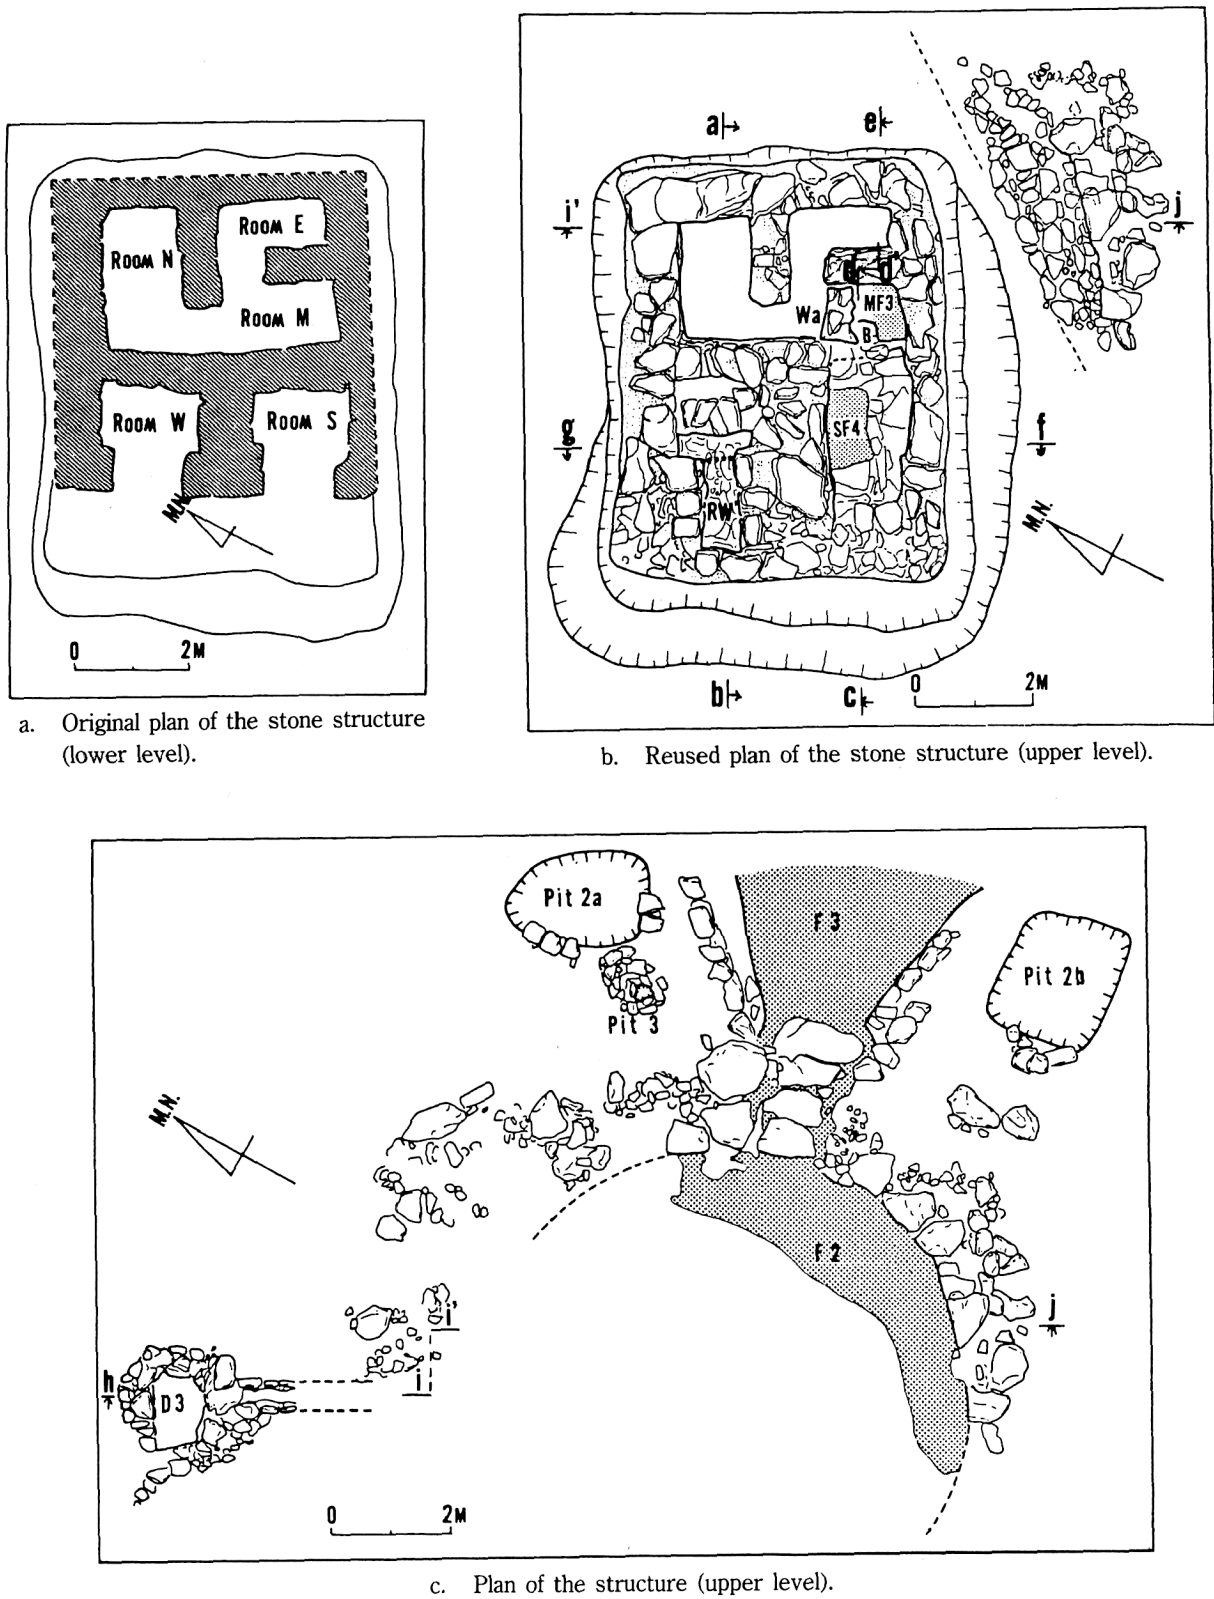 ROOM N
ROOM E
ROOM M
ROOM W
ROOM S
M.N.
0 2M
a. Original plan of the stone structure
(lower level).
a e
i' j
d d'
MF3
Wa
B
g f
SF4
RW
M.N.
b c
0 2M
b. Reused plan of the stone structure (upper level).
Pit 2a
F3
Pit 2b
Pit 3
M.N.
F2
i'
j
h i
D3
0 2M
c. Plan of the structure (upper level).